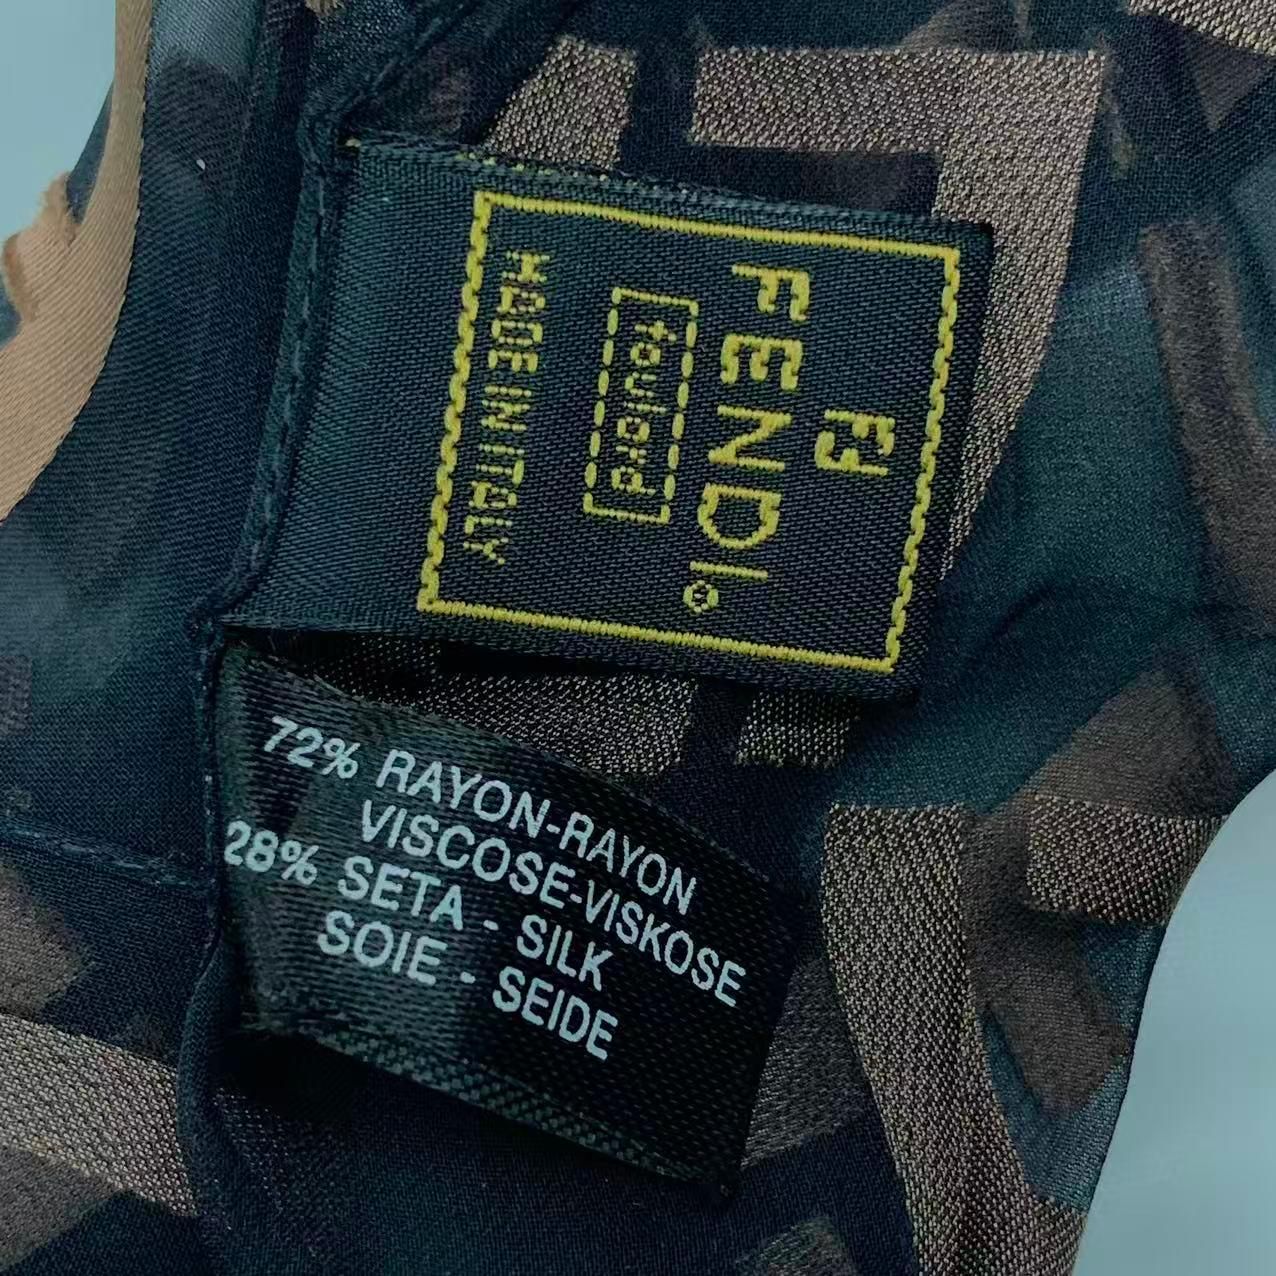 FF
FENDI®
foulard
MADE IN ITALY
72% RAYON-RAYON
VISCOSE-VISKOSE
28% SETA - SILK
SOIE - SEIDE